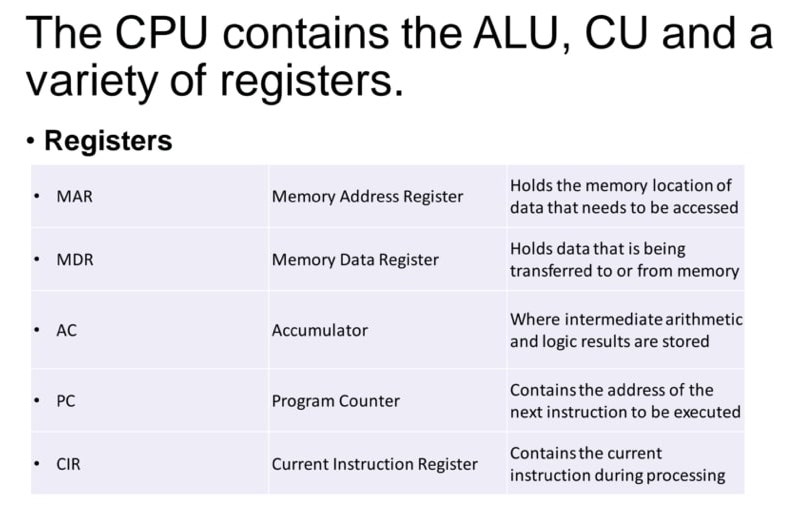 The CPU contains the ALU, CU and a
variety of registers.
• Registers
• MAR Memory Address Register Holds the memory location of
data that needs to be accessed
• MDR Memory Data Register Holds data that is being
transferred to or from memory
• AC Accumulator Where intermediate arithmetic
and logic results are stored
• PC Program Counter Contains the address of the
next instruction to be executed
• CIR Current Instruction Register Contains the current
instruction during processing